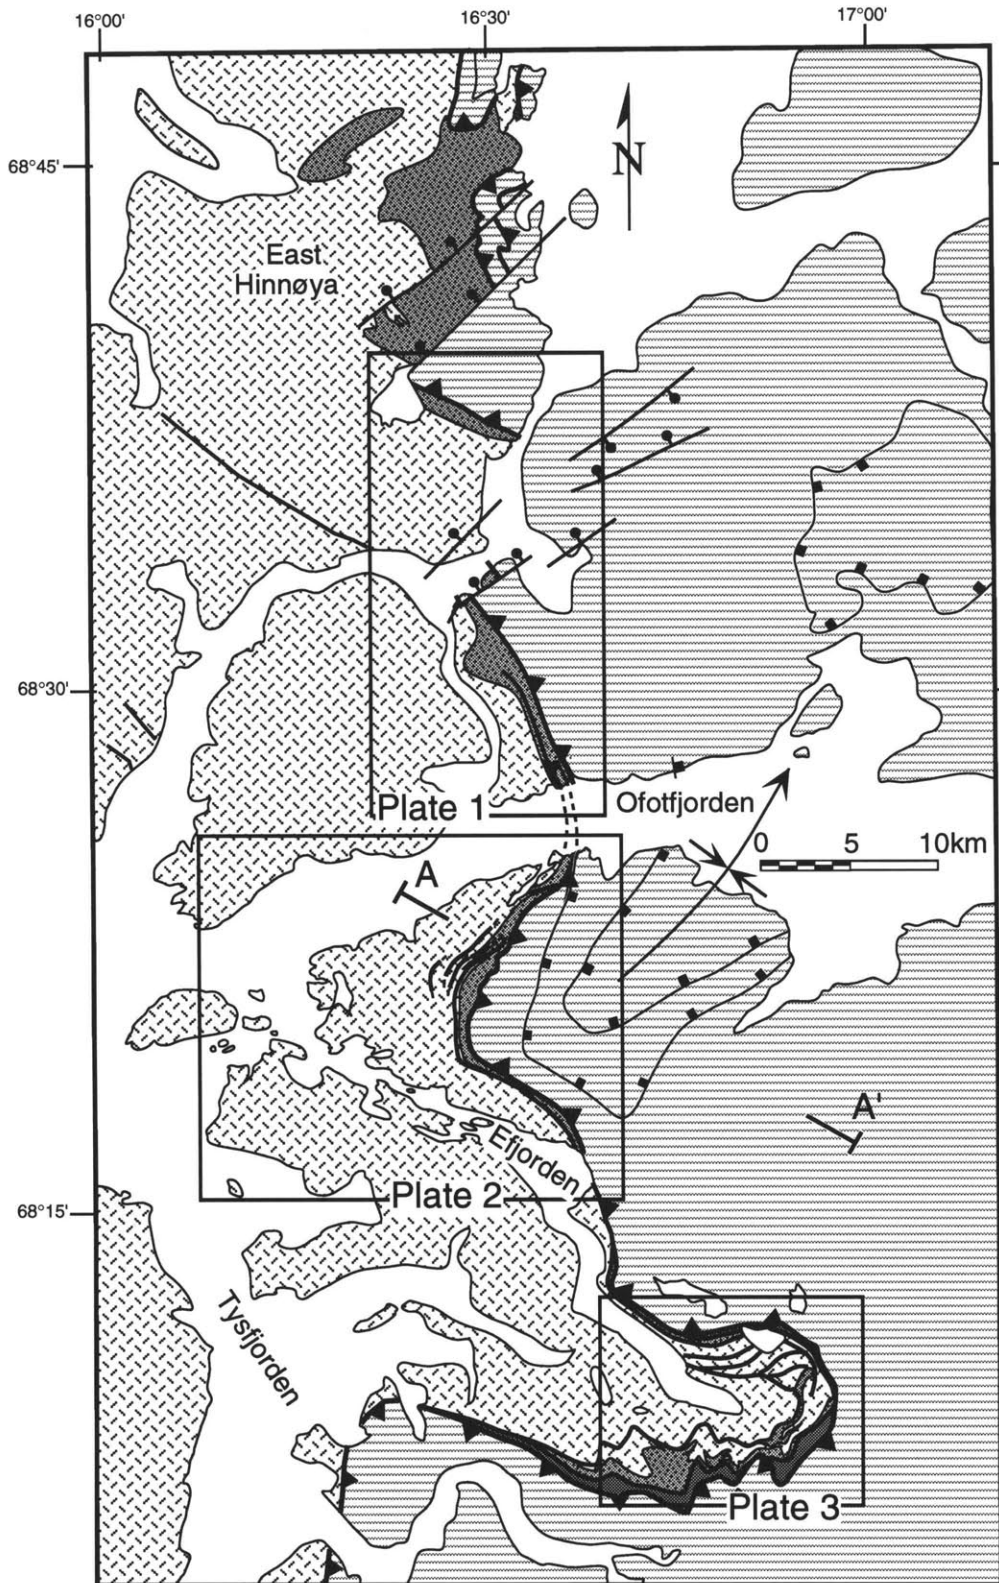 16°00'
16°30'
17°00'
68°45'
N
East
Hinnøya
68°30'
Plate 1
Ofotfjorden
0 5 10km
A
A'
Efjorden
68°15'
Plate 2
Tysfjorden
Plate 3